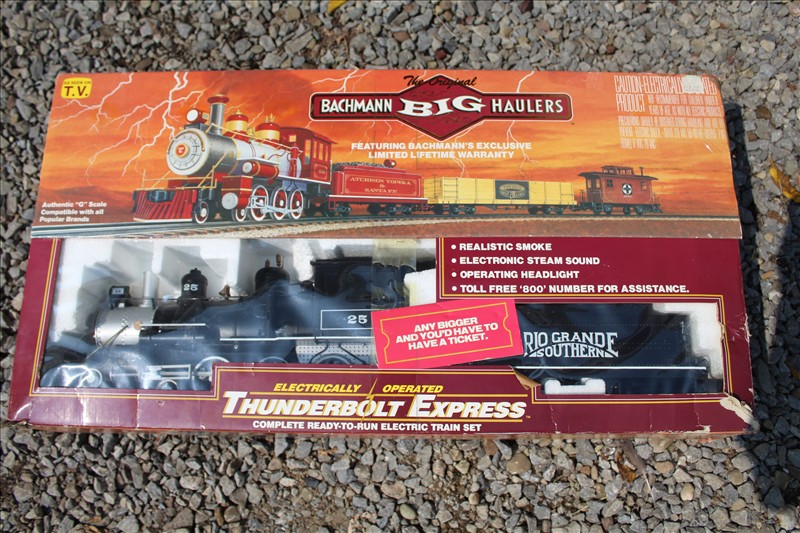 AS SEEN ON
T.V.
The Original
BACHMANN BIG HAULERS
FEATURING BACHMANN'S EXCLUSIVE
LIMITED LIFETIME WARRANTY
CAUTION-ELECTRICALLY
PRODUCT
ATCHISON TOPEKA
&
SANTA FE
Authentic "G" Scale
Compatible with all
Popular Brands
• REALISTIC SMOKE
• ELECTRONIC STEAM SOUND
• OPERATING HEADLIGHT
• TOLL FREE '800' NUMBER FOR ASSISTANCE.
25
25
ANY BIGGER
AND YOU'D HAVE TO
HAVE A TICKET.
RIO GRANDE
SOUTHERN
ELECTRICALLY OPERATED
THUNDERBOLT EXPRESS™
COMPLETE READY-TO-RUN ELECTRIC TRAIN SET